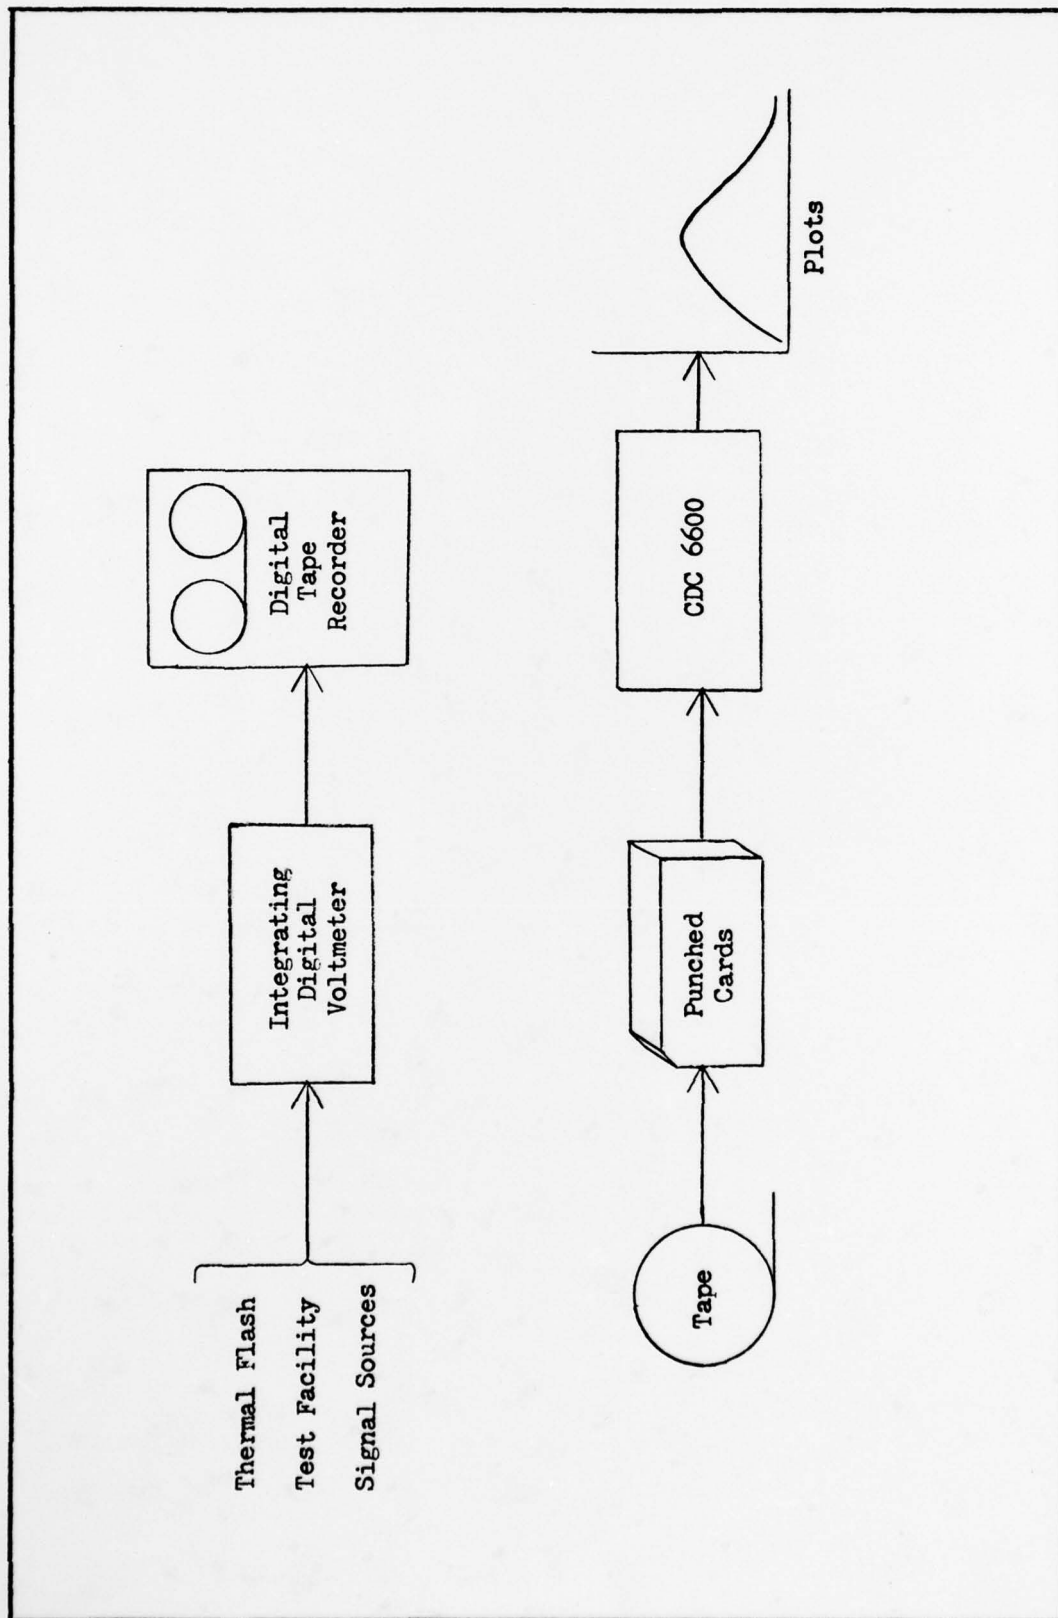 Thermal Flash
Test Facility
Signal Sources
Integrating
Digital
Voltmeter
Digital
Tape
Recorder
Tape
Punched
Cards
CDC 6600
Plots